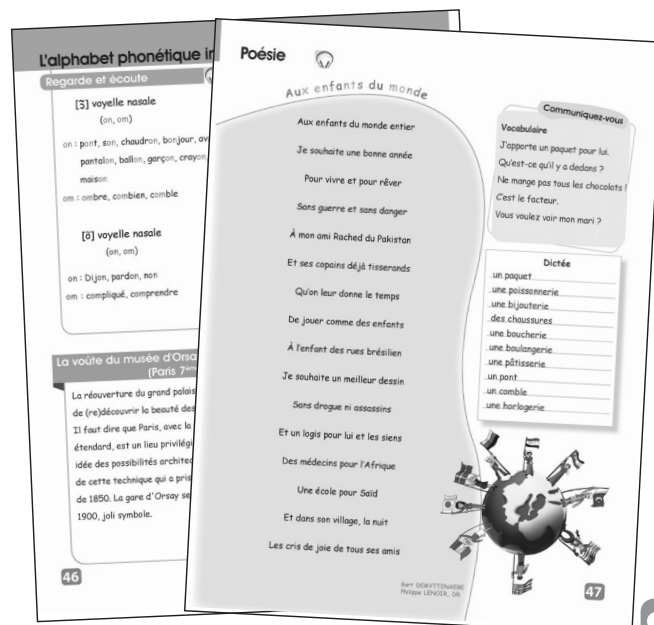 L'alphabet phonétique
Regarde et écoute
[ɔ̃] voyelle nasale
(on, om)
on : pont, son, chaudron, bonjour,
pantalon, ballon, garçon, crayon,
maison
om : ombre, combien, comble
[õ] voyelle nasale
(on, om)
on : Dijon, pardon, non
om : compliqué, comprendre
La voûte du musée d'Orsay
(Paris 7ème
La réouverture du grand palais
de (re)découvrir la beauté des
Il faut dire que Paris, avec la
étendard, est un lieu privilégi
idée des possibilités architec
de cette technique qui a pris
de 1850. La gare d'Orsay se
1900, joli symbole.
46
Poésie
Aux enfants du monde
Aux enfants du monde entier
Je souhaite une bonne année
Pour vivre et pour rêver
Sans guerre et sans danger
À mon ami Rached du Pakistan
Et ses copains déjà tisserands
Qu'on leur donne le temps
De jouer comme des enfants
À l'enfant des rues brésilien
Je souhaite un meilleur dessin
Sans drogue ni assassins
Et un logis pour lui et les siens
Des médecins pour l'Afrique
Une école pour Saïd
Et dans son village, la nuit
Les cris de joie de tous ses amis
Bart DEMYTTENAERE
Philippe LENOIR, DR.
Communiquez-vous
Vocabulaire
J'apporte un paquet pour lui.
Qu'est-ce qu'il y a dedans ?
Ne mange pas tous les chocolats !
C'est le facteur.
Vous voulez voir mon mari ?
Dictée
un paquet
une poissonnerie
une bijouterie
des chaussures
une boucherie
une boulangerie
une pâtisserie
un pont
un comble
une horlogerie
47